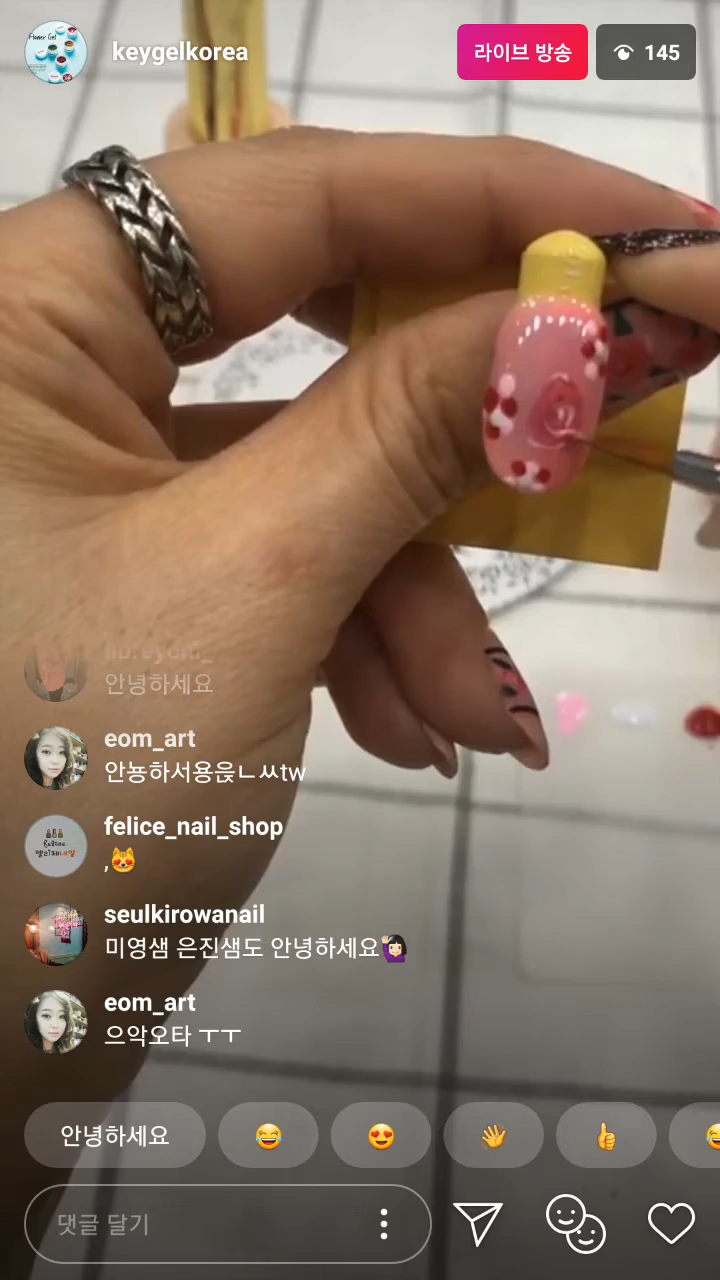 keygelkorea
라이브 방송
145
안녕하세요
eom_art
안뇽하서용읁ㄴㅆtw
felice_nail_shop
,😻
seulkirowanail
미영샘 은진샘도 안녕하세요🙋🏻‍♀️
eom_art
으악오타 ㅜㅜ
안녕하세요
댓글 달기